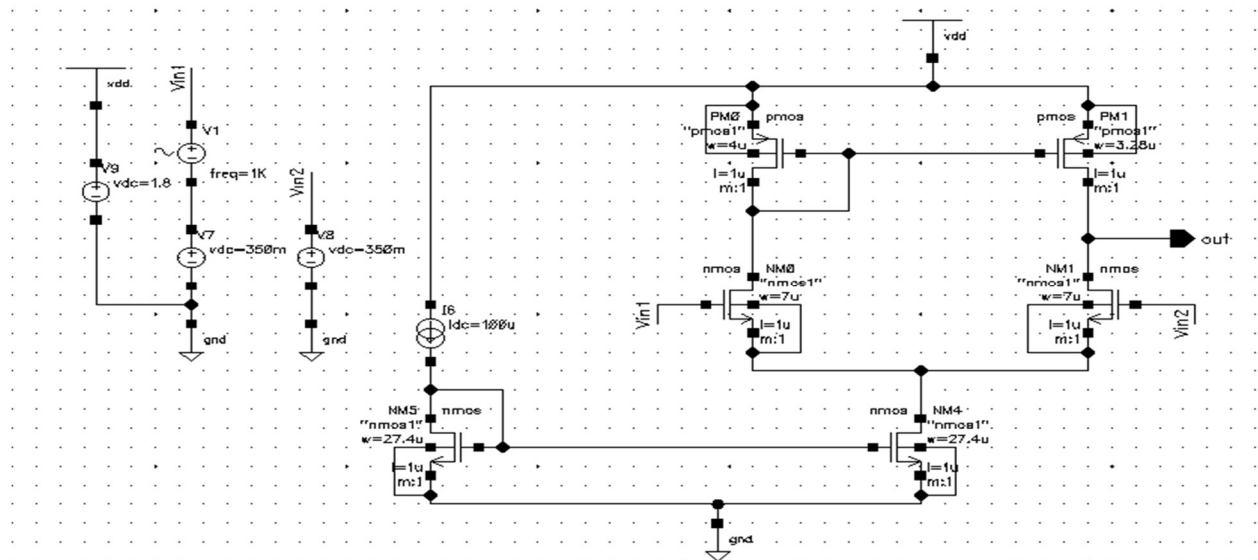 vdd
Vin1
V1
freq=1K
V9
vdc=1.8
V7
vdc=350m
gnd
Vin2
V8
vdc=350m
gnd
vdd
PM0
pmos
"pmos1"
w=4u
l=1u
m:1
pmos
PM1
"pmos1"
w=3.28u
l=1u
m:1
out
nmos
NM0
"nmos1"
w=7u
l=1u
m:1
Vin1
NM1
nmos
"nmos1"
w=7u
l=1u
m:1
Vin2
I6
idc=100u
NM5
nmos
"nmos1"
w=27.4u
l=1u
m:1
nmos
NM4
"nmos1"
w=27.4u
l=1u
m:1
gnd